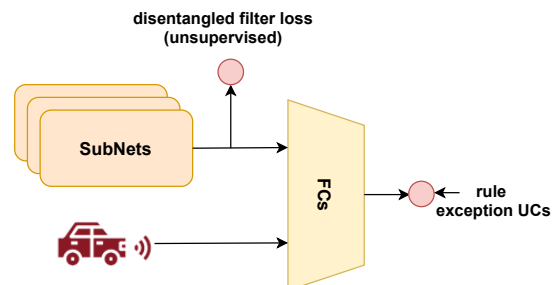 disentangled filter loss
(unsupervised)
SubNets
FCs
rule
exception UCs